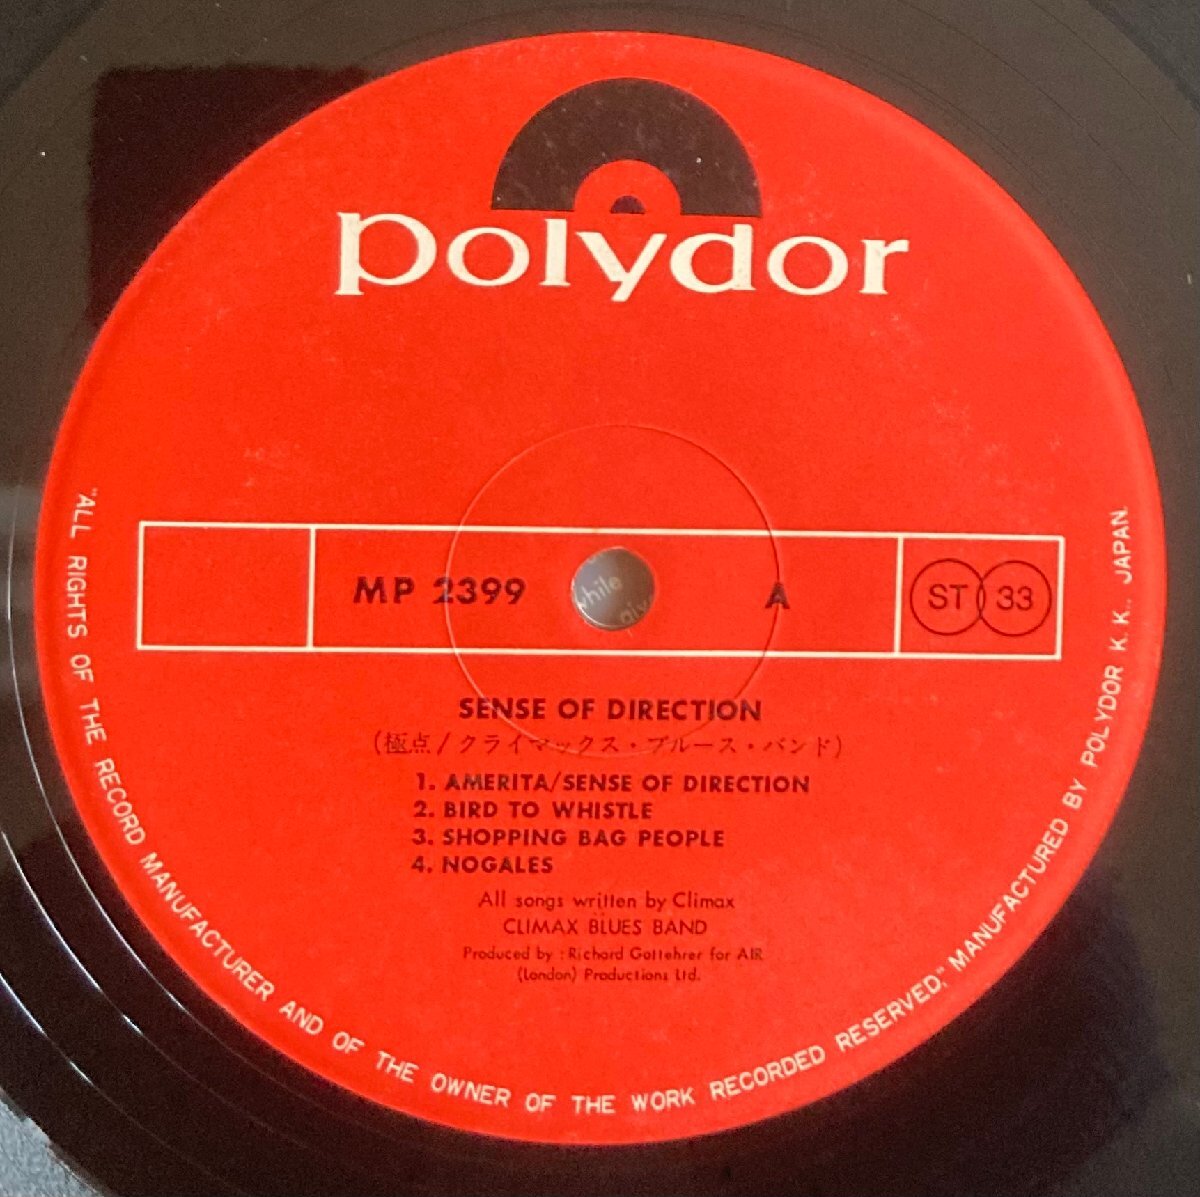 polydor
MP 2399
A
ST 33
while
SENSE OF DIRECTION
(極点/クライマックス・ブルース・バンド)
1. AMERITA/SENSE OF DIRECTION
2. BIRD TO WHISTLE
3. SHOPPING BAG PEOPLE
4. NOGALES
All songs written by Climax
CLIMAX BLUES BAND
Produced by : Richard Gottehrer for AIR
(London) Productions Ltd.
"ALL RIGHTS OF THE RECORD MANUFACTURER AND OF THE OWNER OF THE WORK RECORDED RESERVED," MANUFACTURED BY POLYDOR K. K., JAPAN.